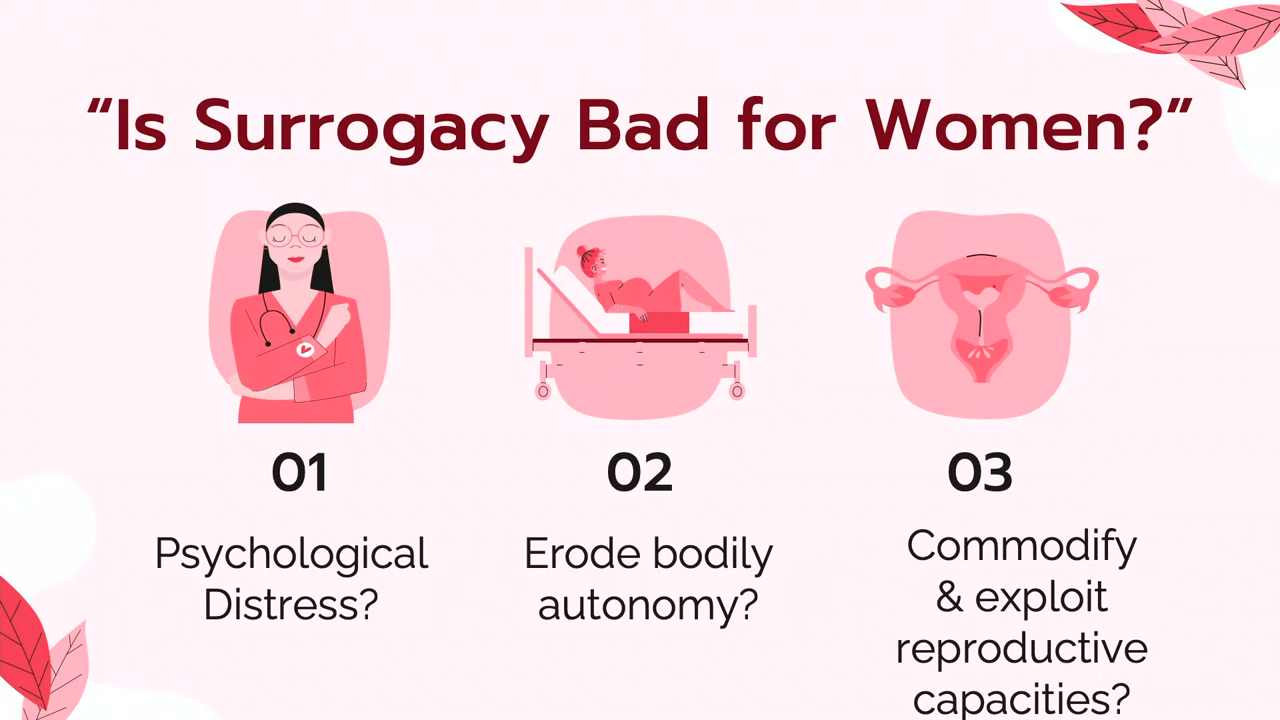 “Is Surrogacy Bad for Women?”
01
Psychological
Distress?
02
Erode bodily
autonomy?
03
Commodify
& exploit
reproductive
capacities?